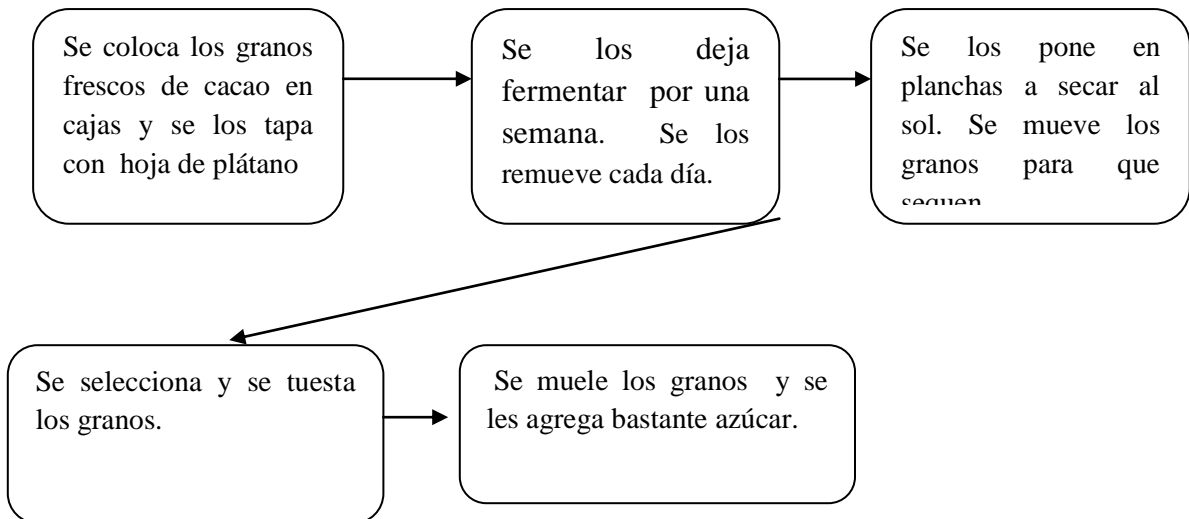 Se coloca los granos
frescos de cacao en
cajas y se los tapa
con hoja de plátano
Se los deja
fermentar por una
semana. Se los
remueve cada día.
Se los pone en
planchas a secar al
sol. Se mueve los
granos para que
sequen
Se selecciona y se tuesta
los granos.
Se muele los granos y se
les agrega bastante azúcar.